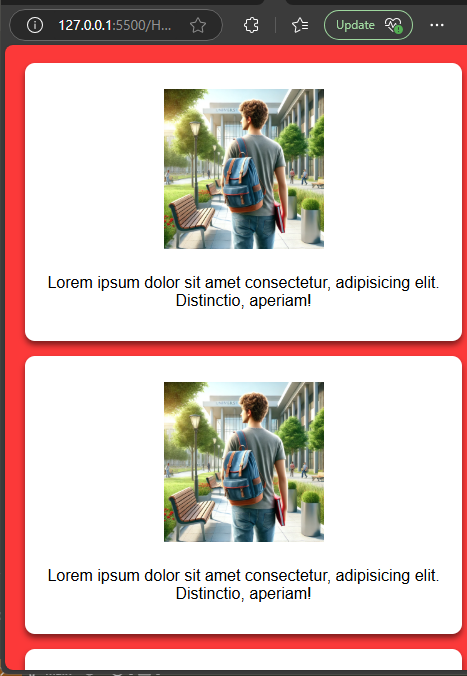 127.0.0.1:5500/H...
Update
Lorem ipsum dolor sit amet consectetur, adipisicing elit.
Distinctio, aperiam!
Lorem ipsum dolor sit amet consectetur, adipisicing elit.
Distinctio, aperiam!